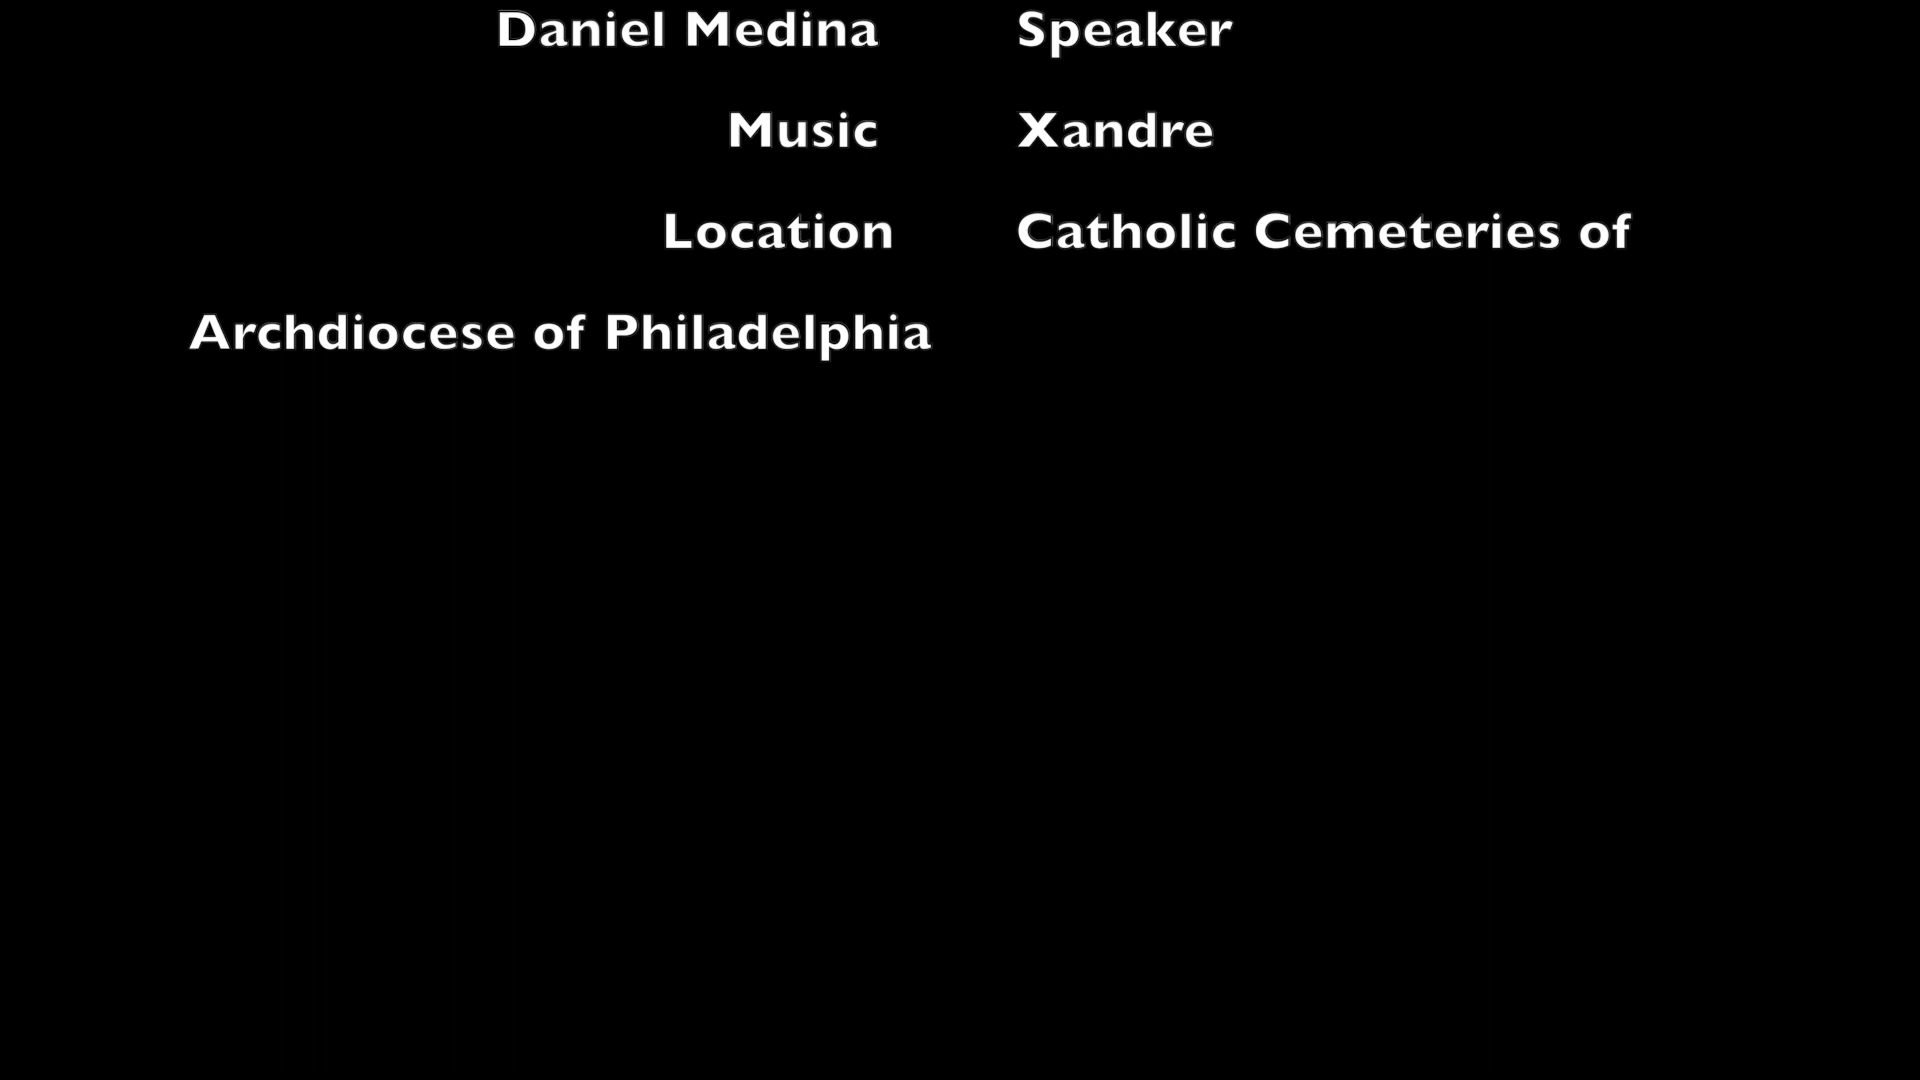 Daniel Medina Speaker
Music Xandre
Location Catholic Cemeteries of
Archdiocese of Philadelphia